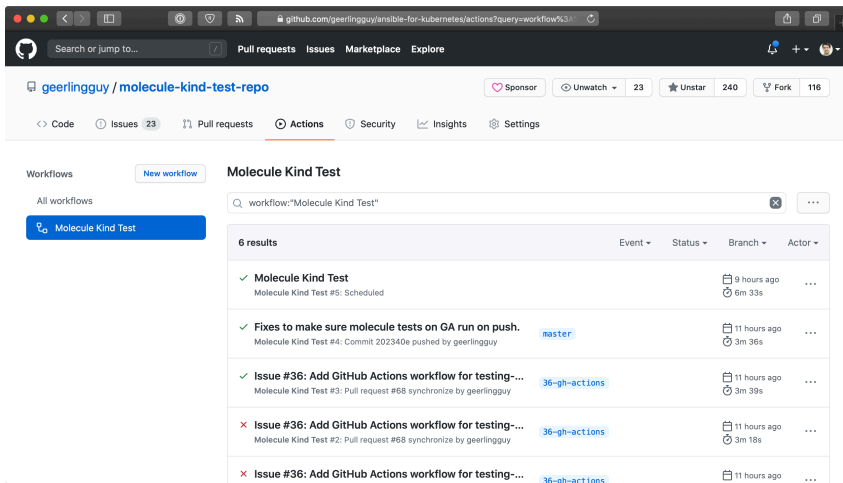 github.com/geerlingguy/ansible-for-kubernetes/actions?query=workflow%3A
Search or jump to... / Pull requests Issues Marketplace Explore
geerlingguy / molecule-kind-test-repo
Sponsor Unwatch 23 Unstar 240 Fork 116
Code Issues 23 Pull requests Actions Security Insights Settings
Workflows New workflow
All workflows
Molecule Kind Test
Molecule Kind Test
workflow:"Molecule Kind Test"
6 results Event Status Branch Actor
Molecule Kind Test
Molecule Kind Test #5: Scheduled
9 hours ago
6m 33s
Fixes to make sure molecule tests on GA run on push.
Molecule Kind Test #4: Commit 202340e pushed by geerlingguy
master
11 hours ago
3m 36s
Issue #36: Add GitHub Actions workflow for testing-...
Molecule Kind Test #3: Pull request #68 synchronize by geerlingguy
36-gh-actions
11 hours ago
3m 39s
Issue #36: Add GitHub Actions workflow for testing-...
Molecule Kind Test #2: Pull request #68 synchronize by geerlingguy
36-gh-actions
11 hours ago
3m 18s
Issue #36: Add GitHub Actions workflow for testing-...
36-gh-actions
11 hours ago